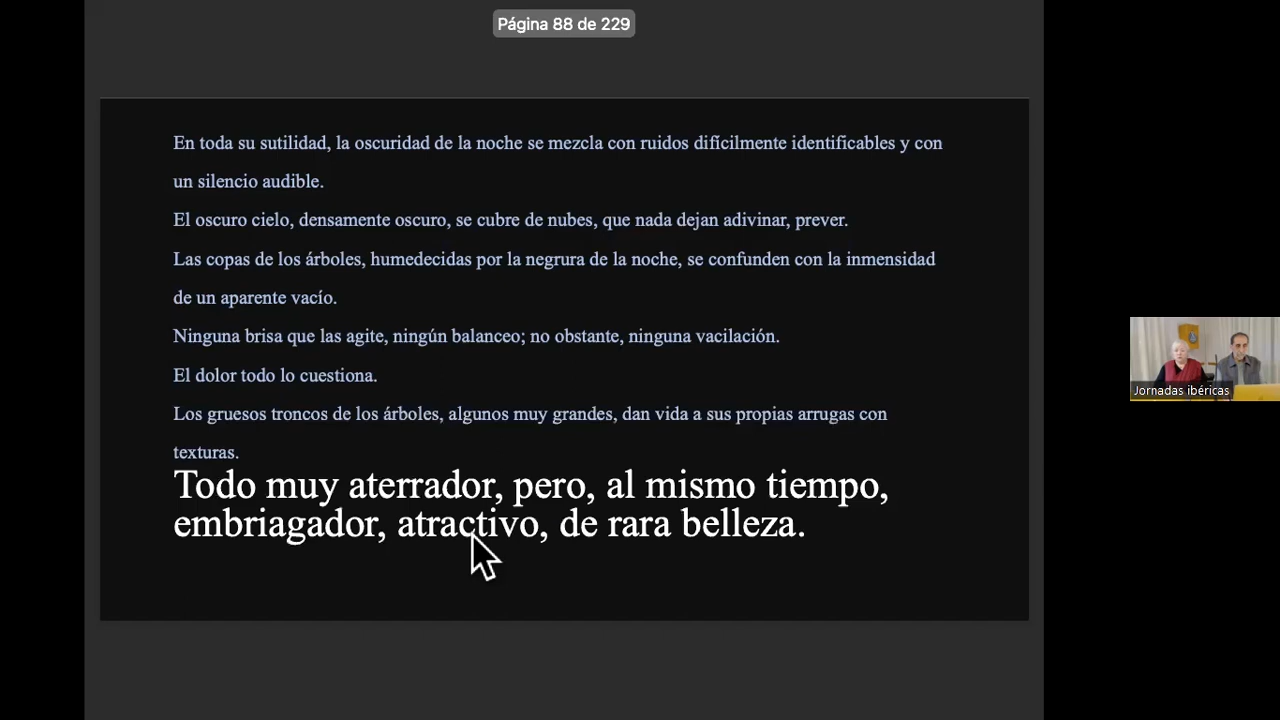 Página 88 de 229
En toda su sutilidad, la oscuridad de la noche se mezcla con ruidos difícilmente identificables y con
un silencio audible.
El oscuro cielo, densamente oscuro, se cubre de nubes, que nada dejan adivinar, prever.
Las copas de los árboles, humedecidas por la negrura de la noche, se confunden con la inmensidad
de un aparente vacío.
Ninguna brisa que las agite, ningún balanceo; no obstante, ninguna vacilación.
El dolor todo lo cuestiona.
Los gruesos troncos de los árboles, algunos muy grandes, dan vida a sus propias arrugas con
texturas.
Todo muy aterrador, pero, al mismo tiempo,
embriagador, atractivo, de rara belleza.
Jornadas ibéricas